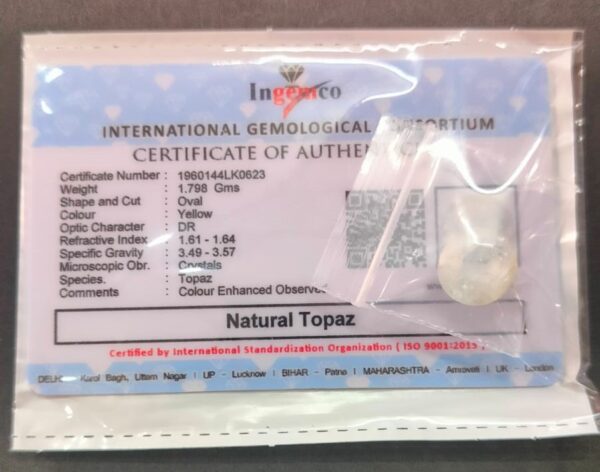 Ingemco
INTERNATIONAL GEMOLOGICAL CONSORTIUM
CERTIFICATE OF AUTHENTIC
Certificate Number : 1960144LK0623
Weight : 1.798 Gms
Shape and Cut : Oval
Colour : Yellow
Optic Character : DR
Refractive Index : 1.61 - 1.64
Specific Gravity : 3.49 - 3.57
Microscopic Obr. : Crystals
Species. : Topaz
Comments : Colour Enhanced Observed
Natural Topaz
Certified by International Standardization Organization ( ISO 9001:2015
Karol Bagh, Uttam Nagar I UP - Lucknow I BIHAR - Patna I MAHARASHTRA - Amravati I UK - London